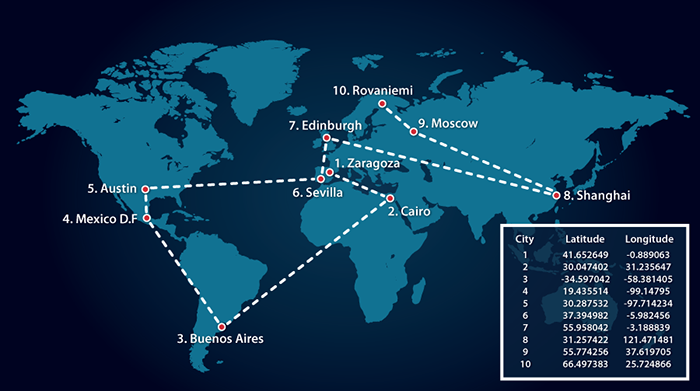 10. Rovaniemi
9. Moscow
7. Edinburgh
1. Zaragoza
5. Austin
6. Sevilla
8. Shanghai
2. Cairo
4. Mexico D.F
3. Buenos Aires
City Latitude Longitude
1 41.652649 -0.889063
2 30.047402 31.235647
3 -34.597042 -58.381405
4 19.435514 -99.14795
5 30.287532 -97.714234
6 37.394982 -5.982456
7 55.958042 -3.188839
8 31.257422 121.471481
9 55.774256 37.619705
10 66.497383 25.724866